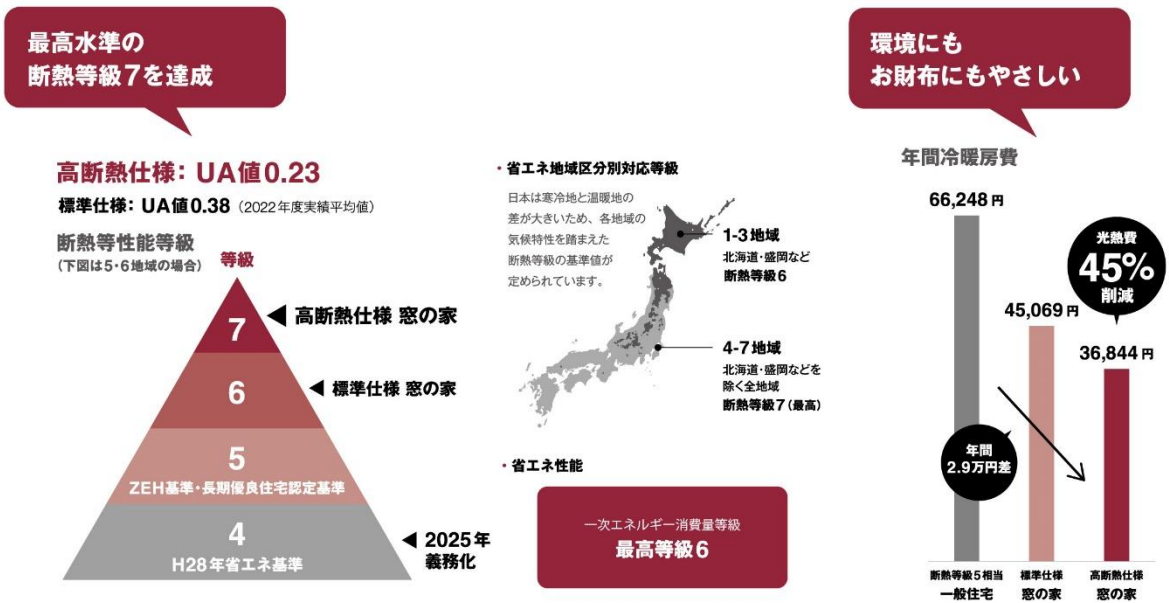 最高水準の
断熱等級7を達成
高断熱仕様：UA値0.23
標準仕様：UA値0.38（2022年度実績平均値）
断熱等性能等級
（下図は5・6地域の場合）
等級
7
高断熱仕様 窓の家
6
標準仕様 窓の家
5
ZEH基準・長期優良住宅認定基準
4
H28年省エネ基準
2025年
義務化
・省エネ地域区分別対応等級
日本は寒冷地と温暖地の
差が大きいため、各地域の
気候特性を踏まえた
断熱等級の基準値が
定められています。
1-3地域
北海道・盛岡など
断熱等級6
4-7地域
北海道・盛岡などを
除く全地域
断熱等級7（最高）
・省エネ性能
一次エネルギー消費量等級
最高等級6
環境にも
お財布にもやさしい
年間冷暖房費
66,248円
45,069円
36,844円
光熱費
45%
削減
年間
2.9万円差
断熱等級5相当
一般住宅
標準仕様
窓の家
高断熱仕様
窓の家